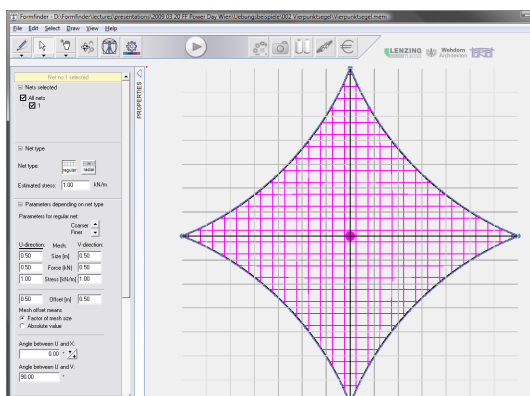 Formfinder - D:\Formfinder\lectures\presentation\2009 03 20 FF Power Day Wien\Uebungsbeispiele\002 Vierpunktsegel\Vierpunktsegel.mem
File Edit Select Draw View Help
LENZING Wehdorn
Architekten
Net no.1 selected
PROPERTIES
Nets selected
All nets
1
Net type
Net type:
regular radial
Estimated stress: 1.00 kN/m
Parameters depending on net type
Parameters for regular net:
Coarser
Finer
U-direction: Mesh: V-direction:
0.50 Size [m] 0.50
0.50 Force [kN] 0.50
1.00 Stress [kN/m] 1.00
0.50 Offset [m] 0.50
Mesh offset means:
Factor of mesh size
Absolute value
Angle between U and X:
0.00 °
Angle between U and V:
90.00 °